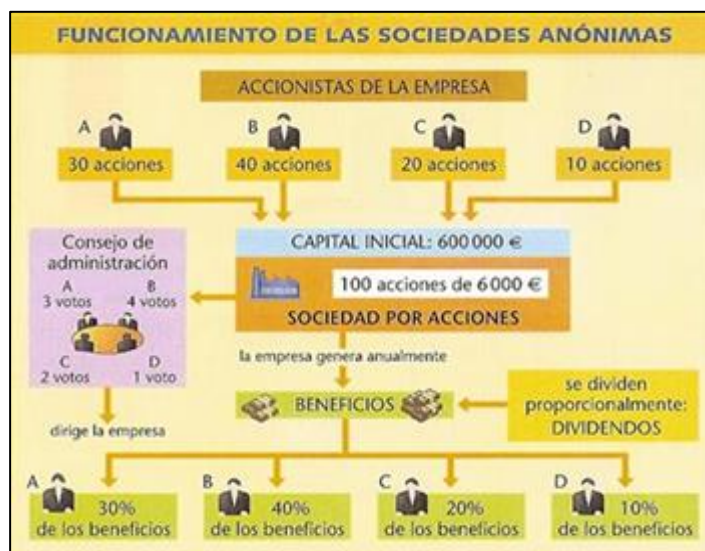 FUNCIONAMIENTO DE LAS SOCIEDADES ANÓNIMAS
ACCIONISTAS DE LA EMPRESA
A
30 acciones
B
40 acciones
C
20 acciones
D
10 acciones
CAPITAL INICIAL: 600 000 €
100 acciones de 6 000 €
SOCIEDAD POR ACCIONES
Consejo de
administración
A B
3 votos 4 votos
C D
2 votos 1 voto
dirige la empresa
la empresa genera anualmente
BENEFICIOS
se dividen
proporcionalmente:
DIVIDENDOS
A
30%
de los beneficios
B
40%
de los beneficios
C
20%
de los beneficios
D
10%
de los beneficios